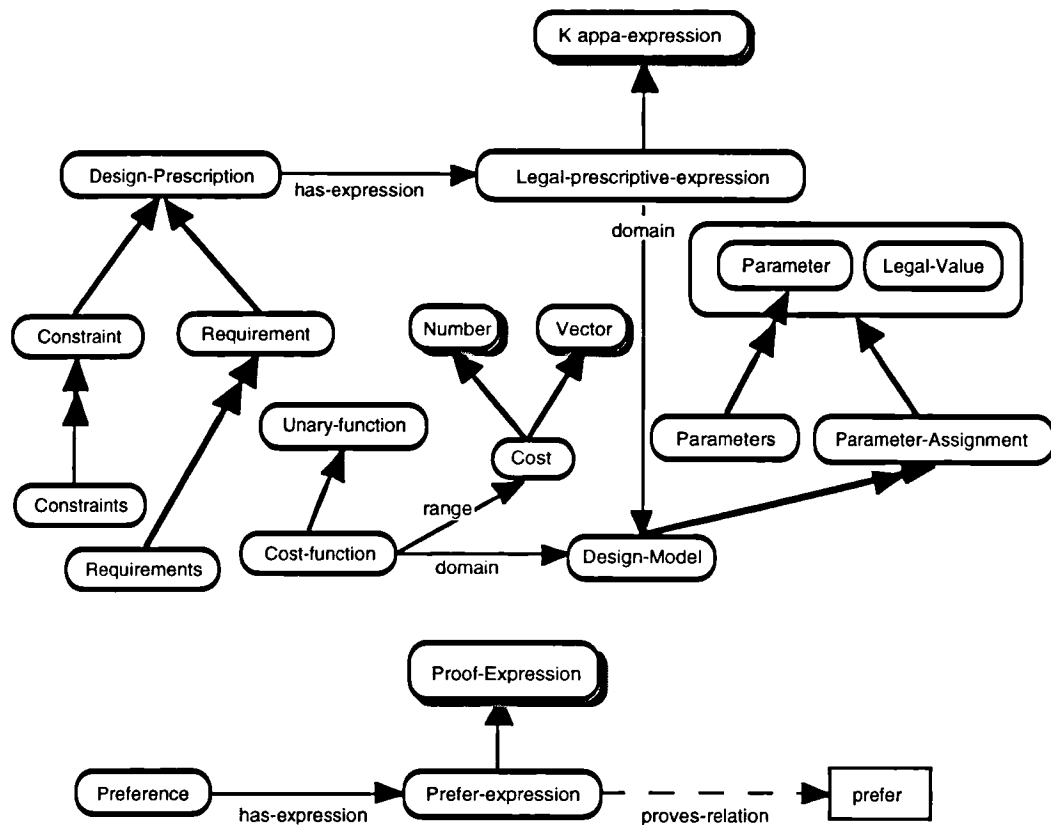 K appa-expression
Design-Prescription
has-expression
Legal-prescriptive-expression
domain
Parameter
Legal-Value
Constraint
Requirement
Number
Vector
Unary-function
Cost
Parameters
Parameter-Assignment
Constraints
range
Requirements
Cost-function
domain
Design-Model
Proof-Expression
Preference
has-expression
Prefer-expression
proves-relation
prefer